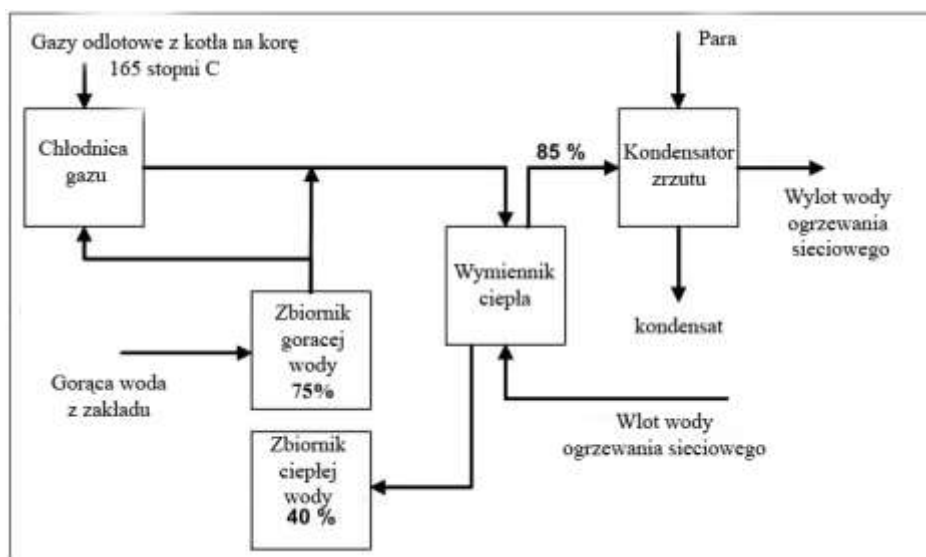 Gazy odlotowe z kotła na korę
165 stopni C
Para
Chłodnica
gazu
85 %
Kondensator
zrzutu
Wylot wody
ogrzewania
sieciowego
Wymiennik
ciepła
Zbiornik
goracej
wody
75%
kondensat
Gorąca woda
z zakładu
Wlot wody
ogrzewania sieciowego
Zbiornik
ciepłej
wody
40 %